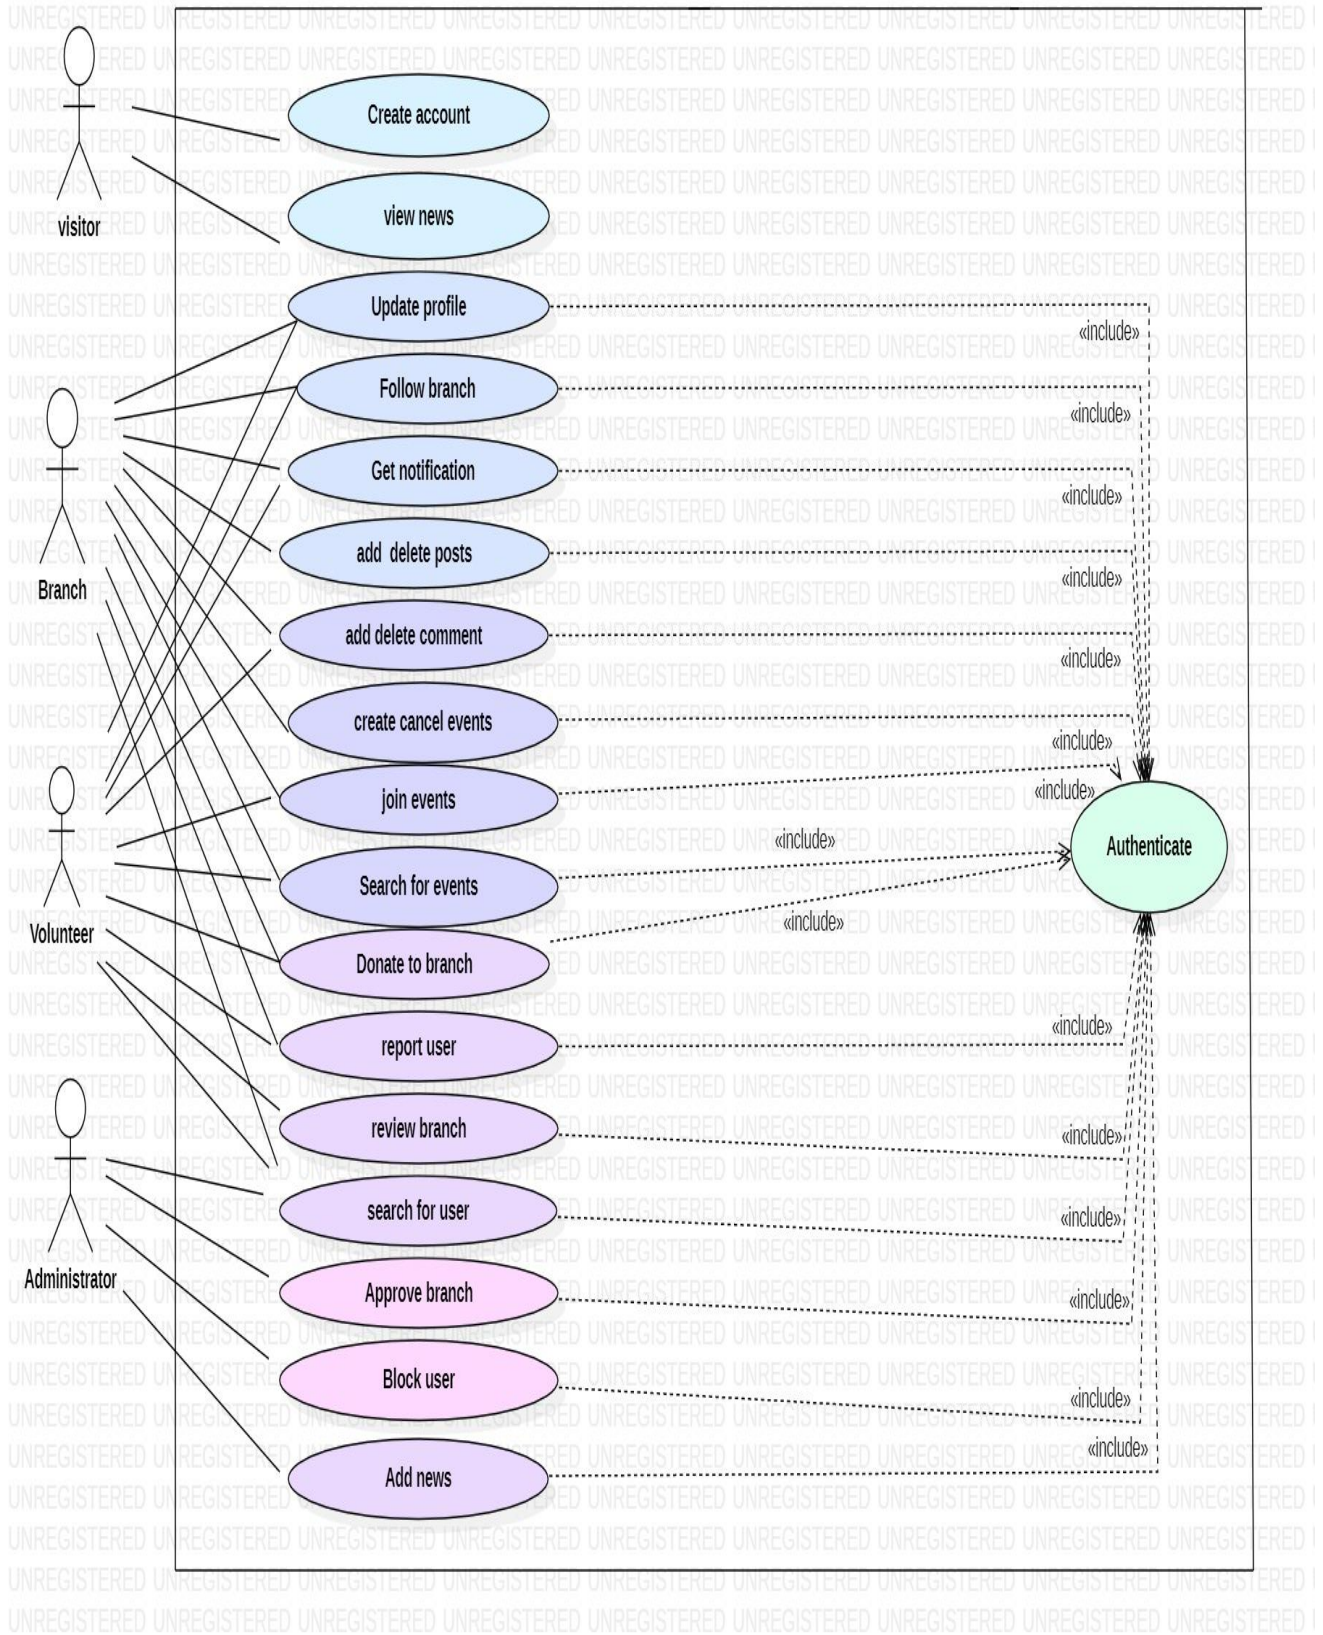 Create account
visitor
view news
Update profile
«include»
Follow branch
«include»
Get notification
«include»
Branch
add  delete posts
«include»
add delete comment
«include»
create cancel events
«include»
join events
«include»
Volunteer
Search for events
«include»
Authenticate
Donate to branch
«include»
report user
«include»
review branch
«include»
search for user
«include»
Administrator
Approve branch
«include»
Block user
«include»
Add news
«include»
UNREGISTERED